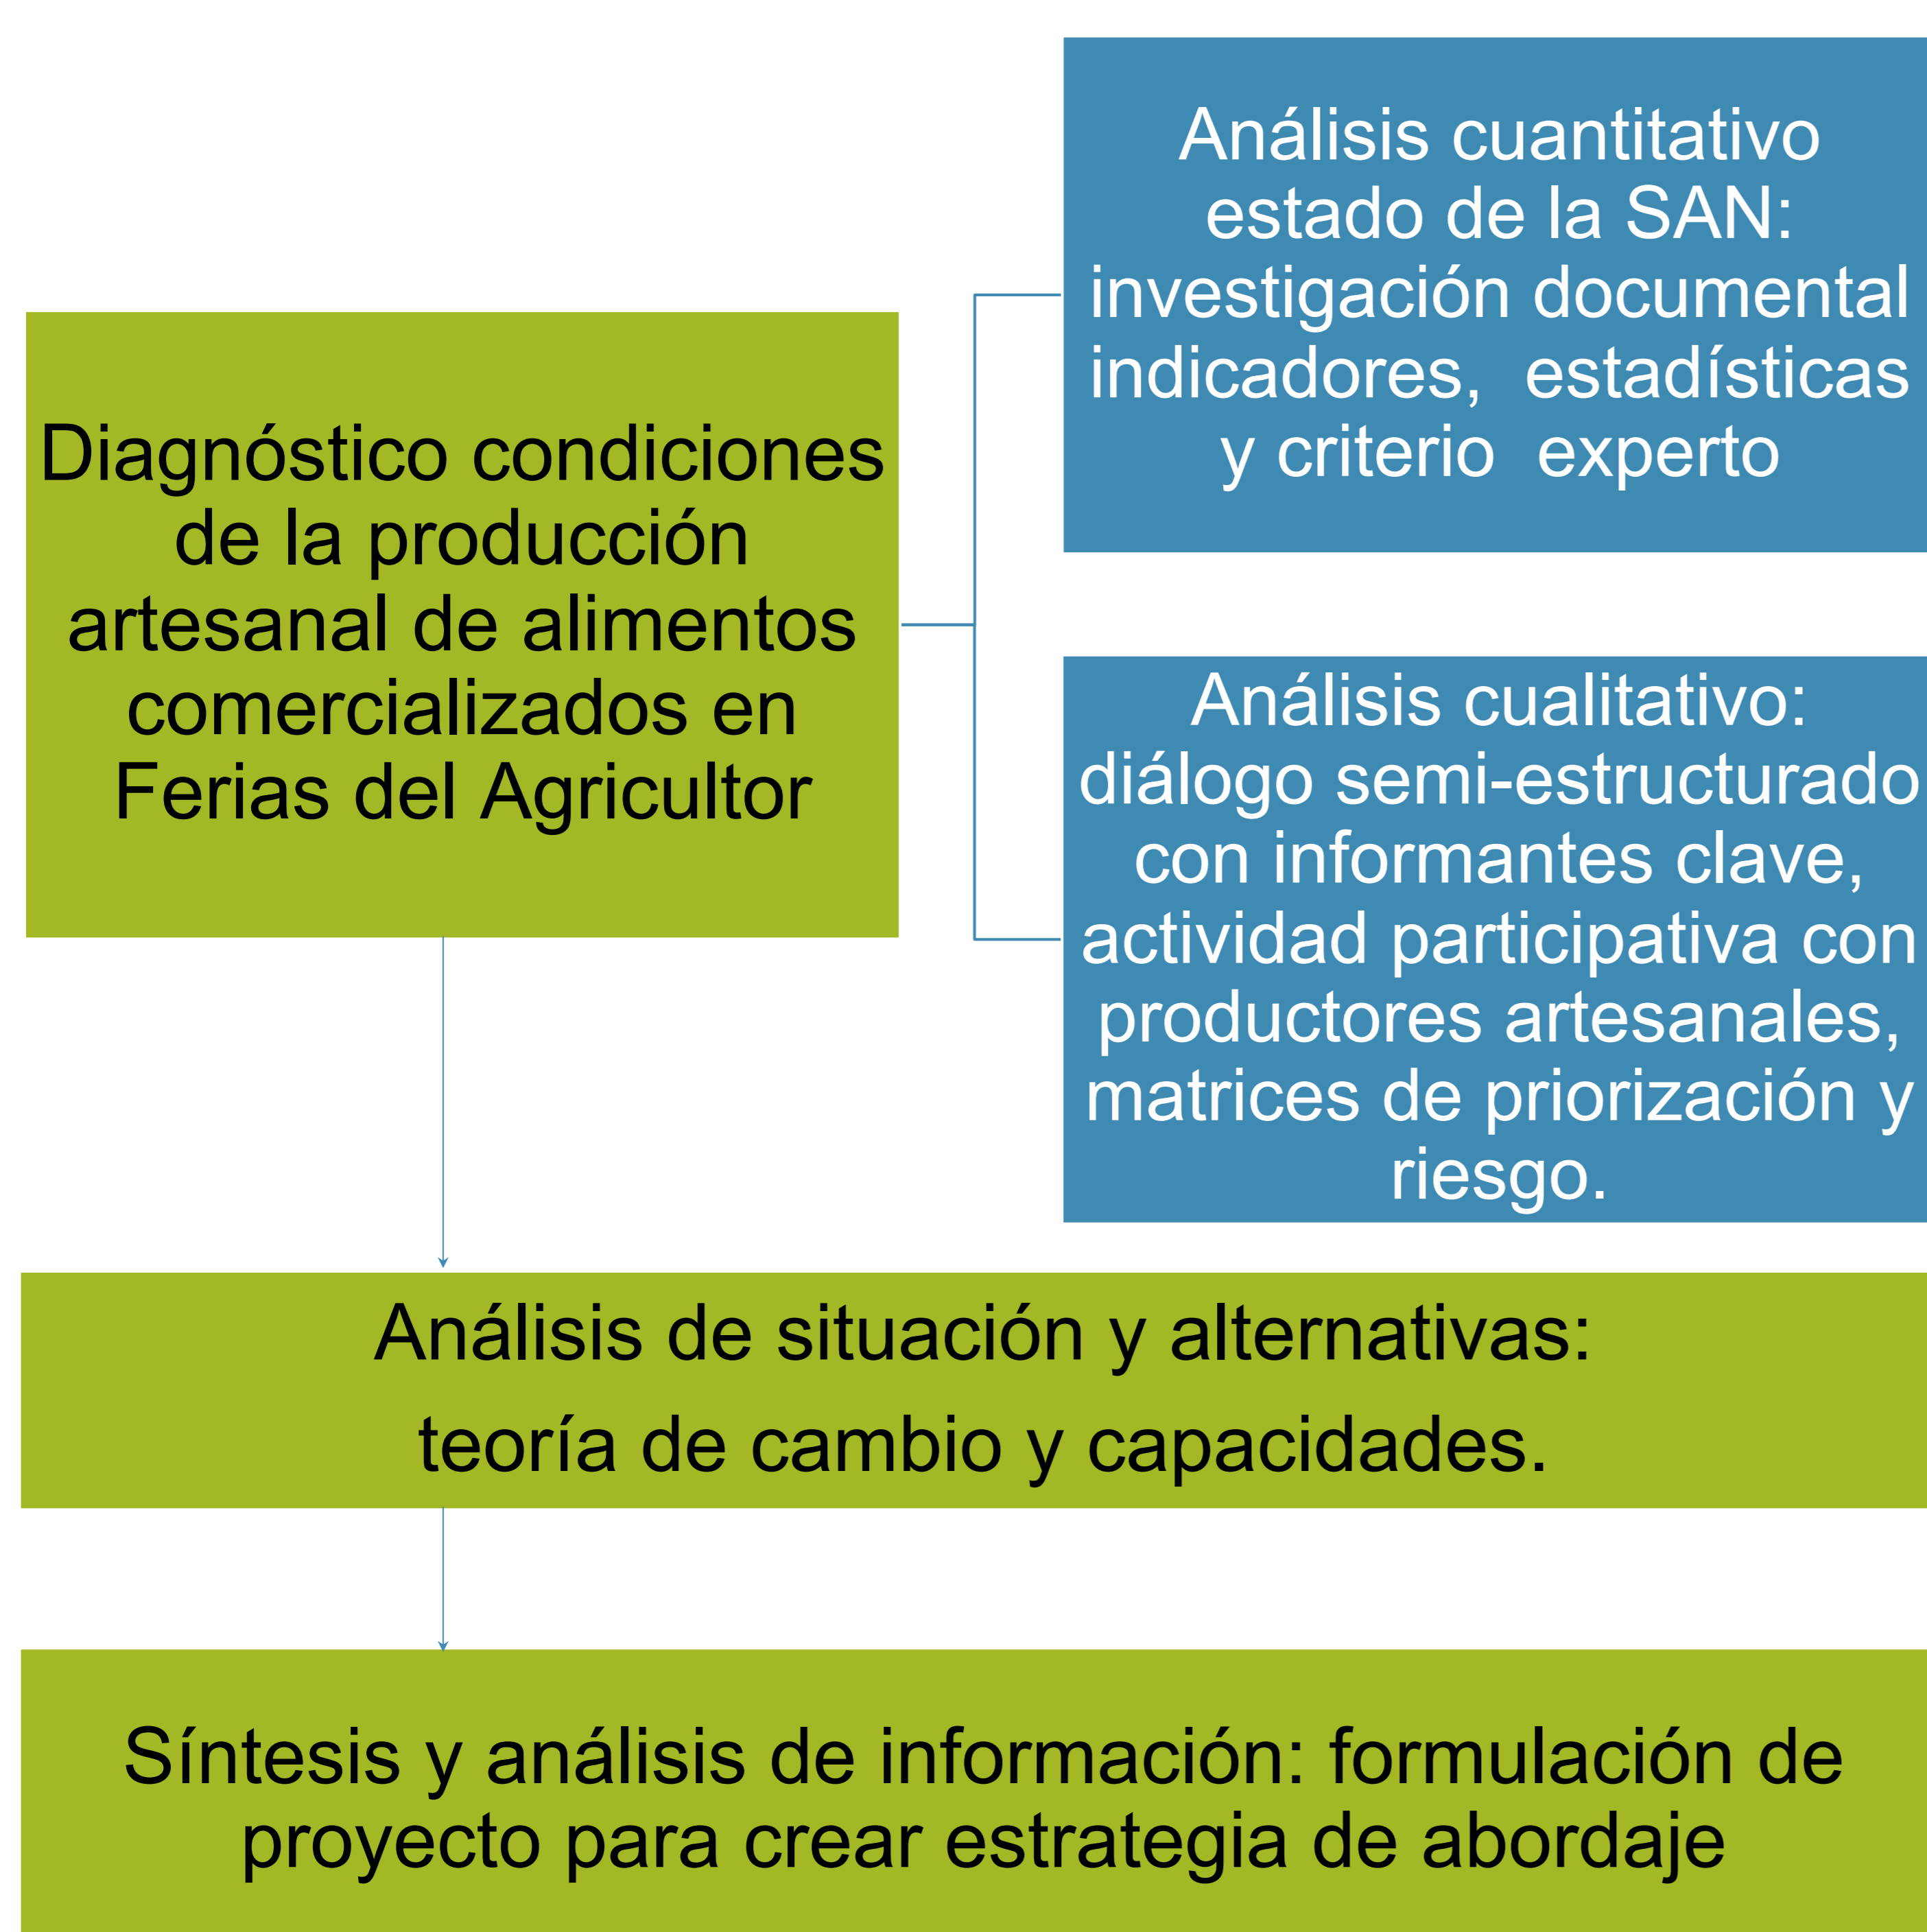 Diagnóstico condiciones
de la producción
artesanal de alimentos
comercializados en
Ferias del Agricultor
Análisis cuantitativo
estado de la SAN:
investigación documental
indicadores, estadísticas
y criterio experto
Análisis cualitativo:
diálogo semi-estructurado
con informantes clave,
actividad participativa con
productores artesanales,
matrices de priorización y
riesgo.
Análisis de situación y alternativas:
teoría de cambio y capacidades.
Síntesis y análisis de información: formulación de
proyecto para crear estrategia de abordaje